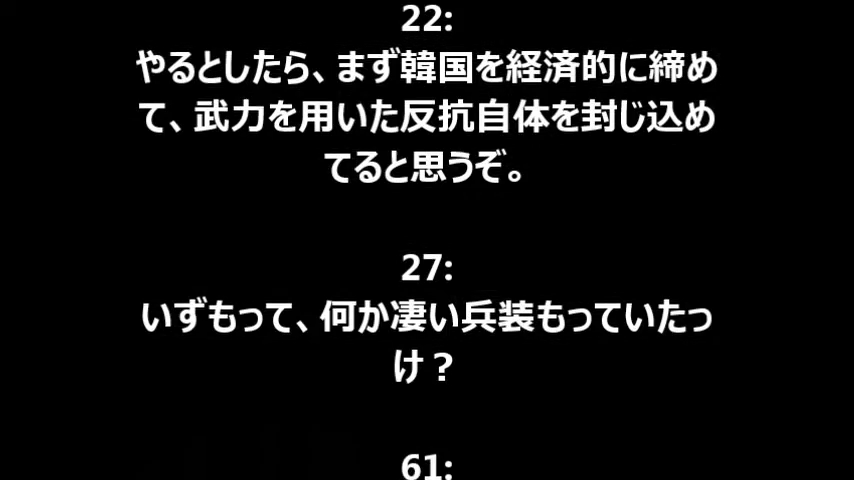 22:
やるとしたら、まず韓国を経済的に締め
て、武力を用いた反抗自体を封じ込め
てると思うぞ。
27:
いずもって、何か凄い兵装もっていたっ
け？
61: